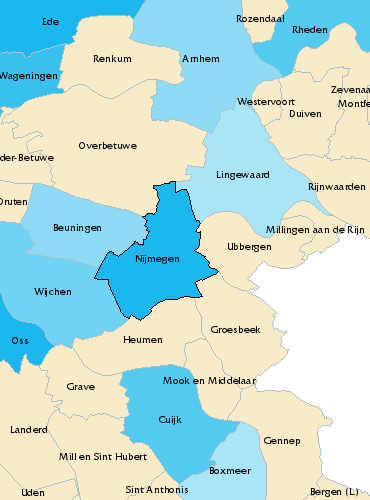 Ede
Rozendaal
Rheden
Renkum
Arnhem
Wageningen
Zevenaa
Westervoort
Montfe
Duiven
Overbetuwe
der-Betuwe
Lingewaard
Rijnwaarden
Druten
Beuningen
Millingen aan de Rijn
Ubbergen
Nijmegen
Wijchen
Groesbeek
Oss
Heumen
Grave
Mook en Middelaar
Cuijk
Landerd
Gennep
Mill en Sint Hubert
Boxmeer
Uden
Sint Anthonis
Bergen (L.)